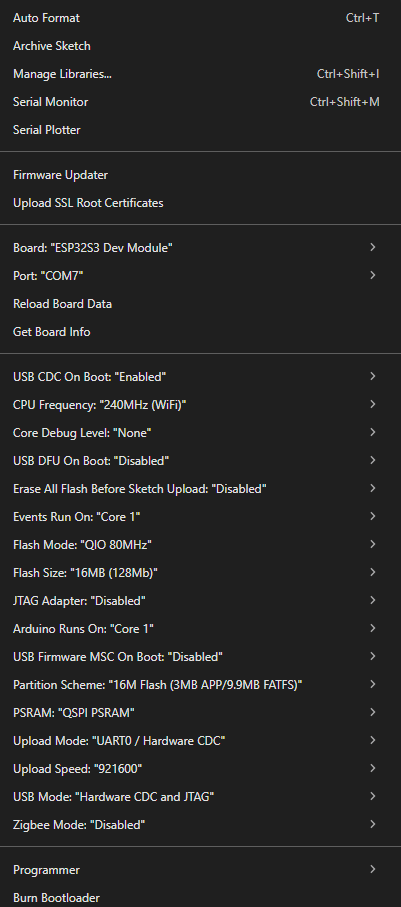 Auto Format Ctrl+T
Archive Sketch
Manage Libraries... Ctrl+Shift+I
Serial Monitor Ctrl+Shift+M
Serial Plotter
Firmware Updater
Upload SSL Root Certificates
Board: "ESP32S3 Dev Module"
Port: "COM7"
Reload Board Data
Get Board Info
USB CDC On Boot: "Enabled"
CPU Frequency: "240MHz (WiFi)"
Core Debug Level: "None"
USB DFU On Boot: "Disabled"
Erase All Flash Before Sketch Upload: "Disabled"
Events Run On: "Core 1"
Flash Mode: "QIO 80MHz"
Flash Size: "16MB (128Mb)"
JTAG Adapter: "Disabled"
Arduino Runs On: "Core 1"
USB Firmware MSC On Boot: "Disabled"
Partition Scheme: "16M Flash (3MB APP/9.9MB FATFS)"
PSRAM: "QSPI PSRAM"
Upload Mode: "UART0 / Hardware CDC"
Upload Speed: "921600"
USB Mode: "Hardware CDC and JTAG"
Zigbee Mode: "Disabled"
Programmer
Burn Bootloader